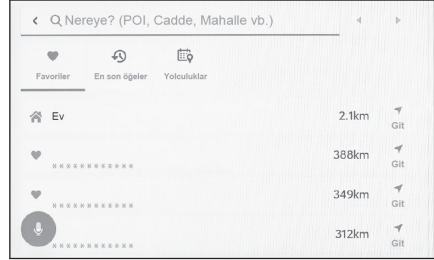 Nereye? (POI, Cadde, Mahalle vb.)
Favoriler
En son öğeler
Yolculuklar
Ev
2.1km
Git
************
388km
Git
************
349km
Git
************
312km
Git